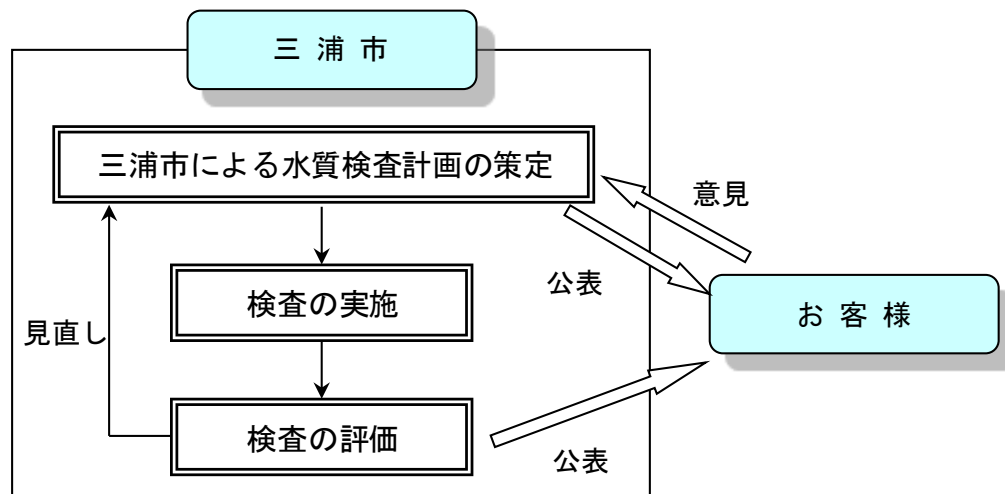 三 浦 市
三浦市による水質検査計画の策定
意見
公表
検査の実施
お 客 様
見直し
検査の評価
公表